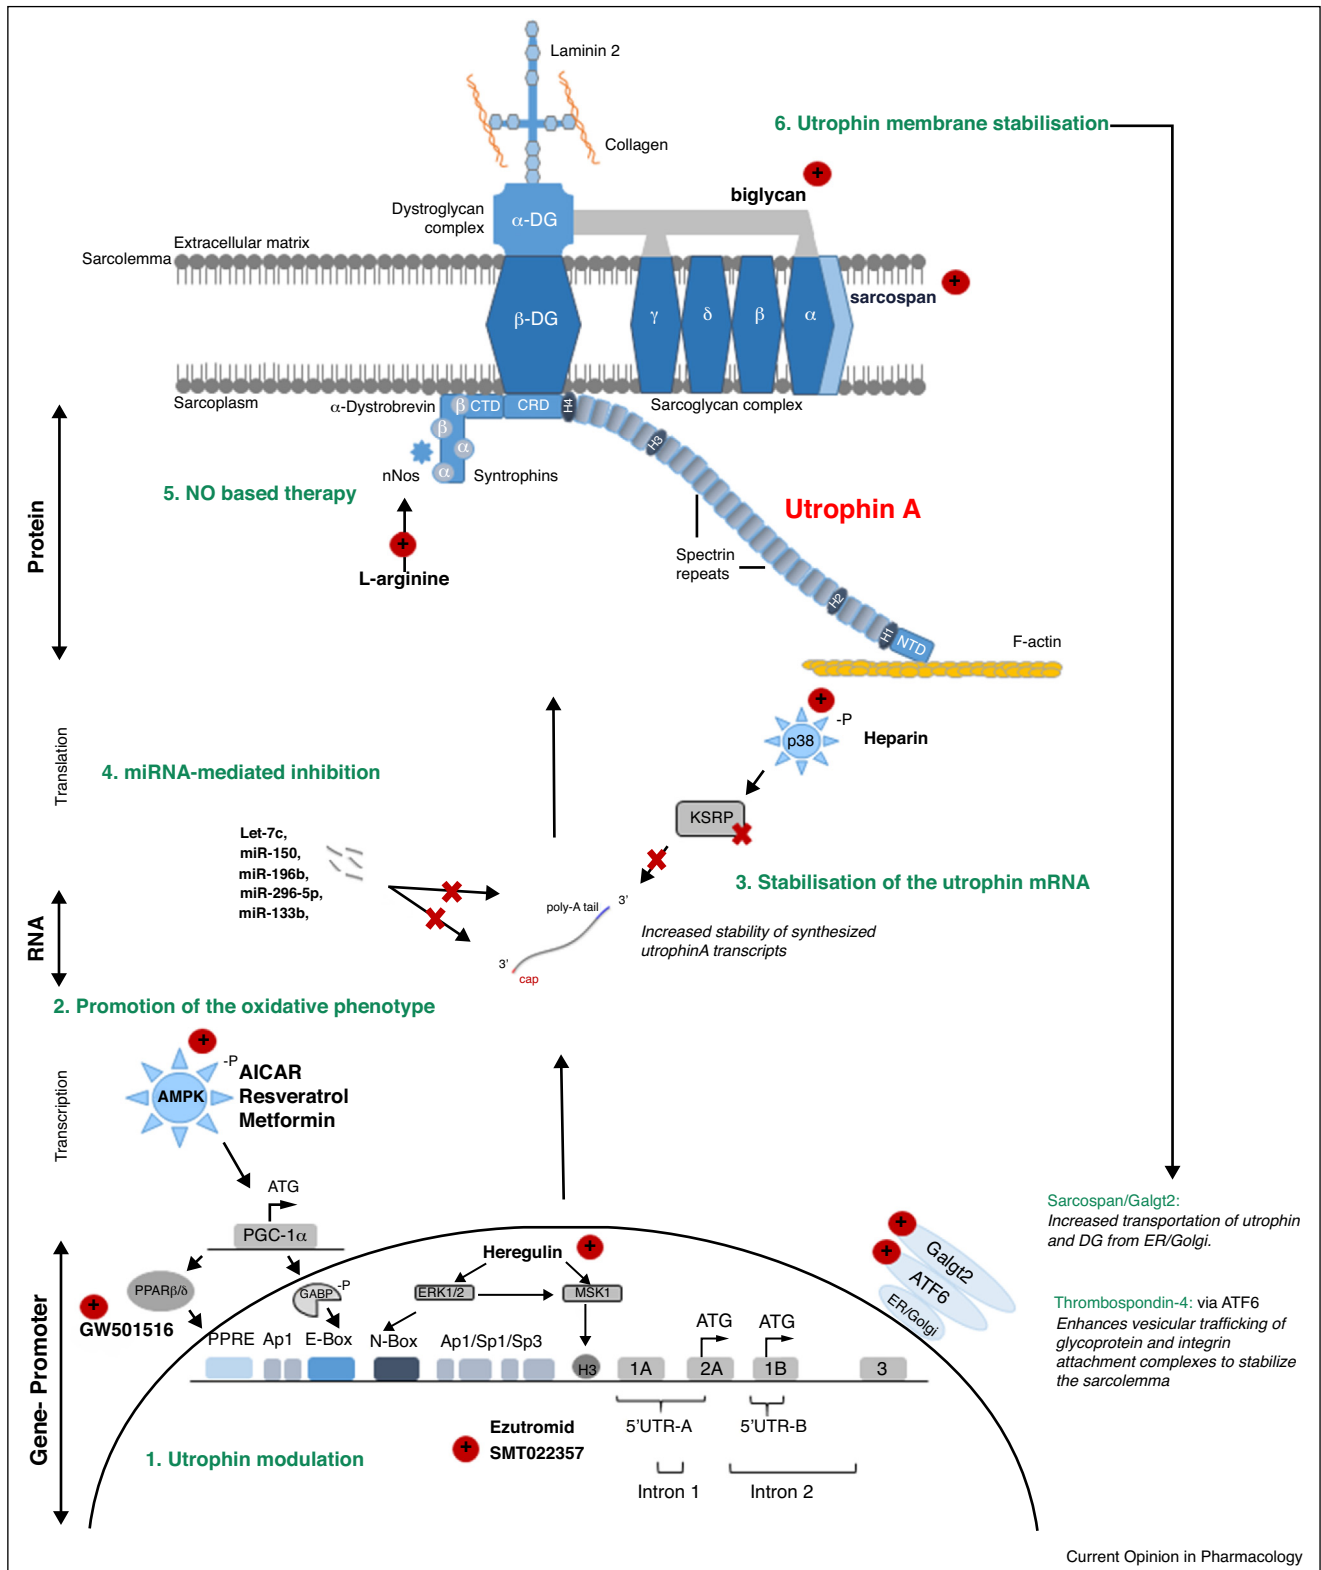 Laminin 2
6. Utrophin membrane stabilisation
Collagen
biglycan
+
Dystroglycan
complex
α-DG
Extracellular matrix
Sarcolemma
+
sarcospan
β-DG
γ
δ
β
α
Sarcoplasm
α-Dystrobrevin
β
CTD
CRD
H4
Sarcoglycan complex
β
α
H3
nNos
α
Syntrophins
5. NO based therapy
Utrophin A
Protein
+
L-arginine
Spectrin
repeats
H2
H1
NTD
F-actin
+
-P
p38
Heparin
Translation
4. miRNA-mediated inhibition
KSRP
Let-7c,
miR-150,
miR-196b,
miR-296-5p,
miR-133b,
3. Stabilisation of the utrophin mRNA
poly-A tail
3’
RNA
Increased stability of synthesized
utrophinA transcripts
3’
cap
2. Promotion of the oxidative phenotype
+
-P
AMPK
AICAR
Resveratrol
Metformin
Transcription
ATG
PGC-1α
Sarcospan/Galgt2:
Increased transportation of utrophin
and DG from ER/Golgi.
+
+
Galgt2
ATF6
ER/Golgi
Thrombospondin-4: via ATF6
Enhances vesicular trafficking of
glycoprotein and integrin
attachment complexes to stabilize
the sarcolemma
Gene- Promoter
Heregulin
+
PPARβ/δ
GABP
-P
ERK1/2
MSK1
+
GW501516
PPRE
Ap1
E-Box
N-Box
Ap1/Sp1/Sp3
ATG
ATG
H3
1A
2A
1B
3
5’UTR-A
5’UTR-B
Ezutromid
+
SMT022357
1. Utrophin modulation
Intron 1
Intron 2
Current Opinion in Pharmacology